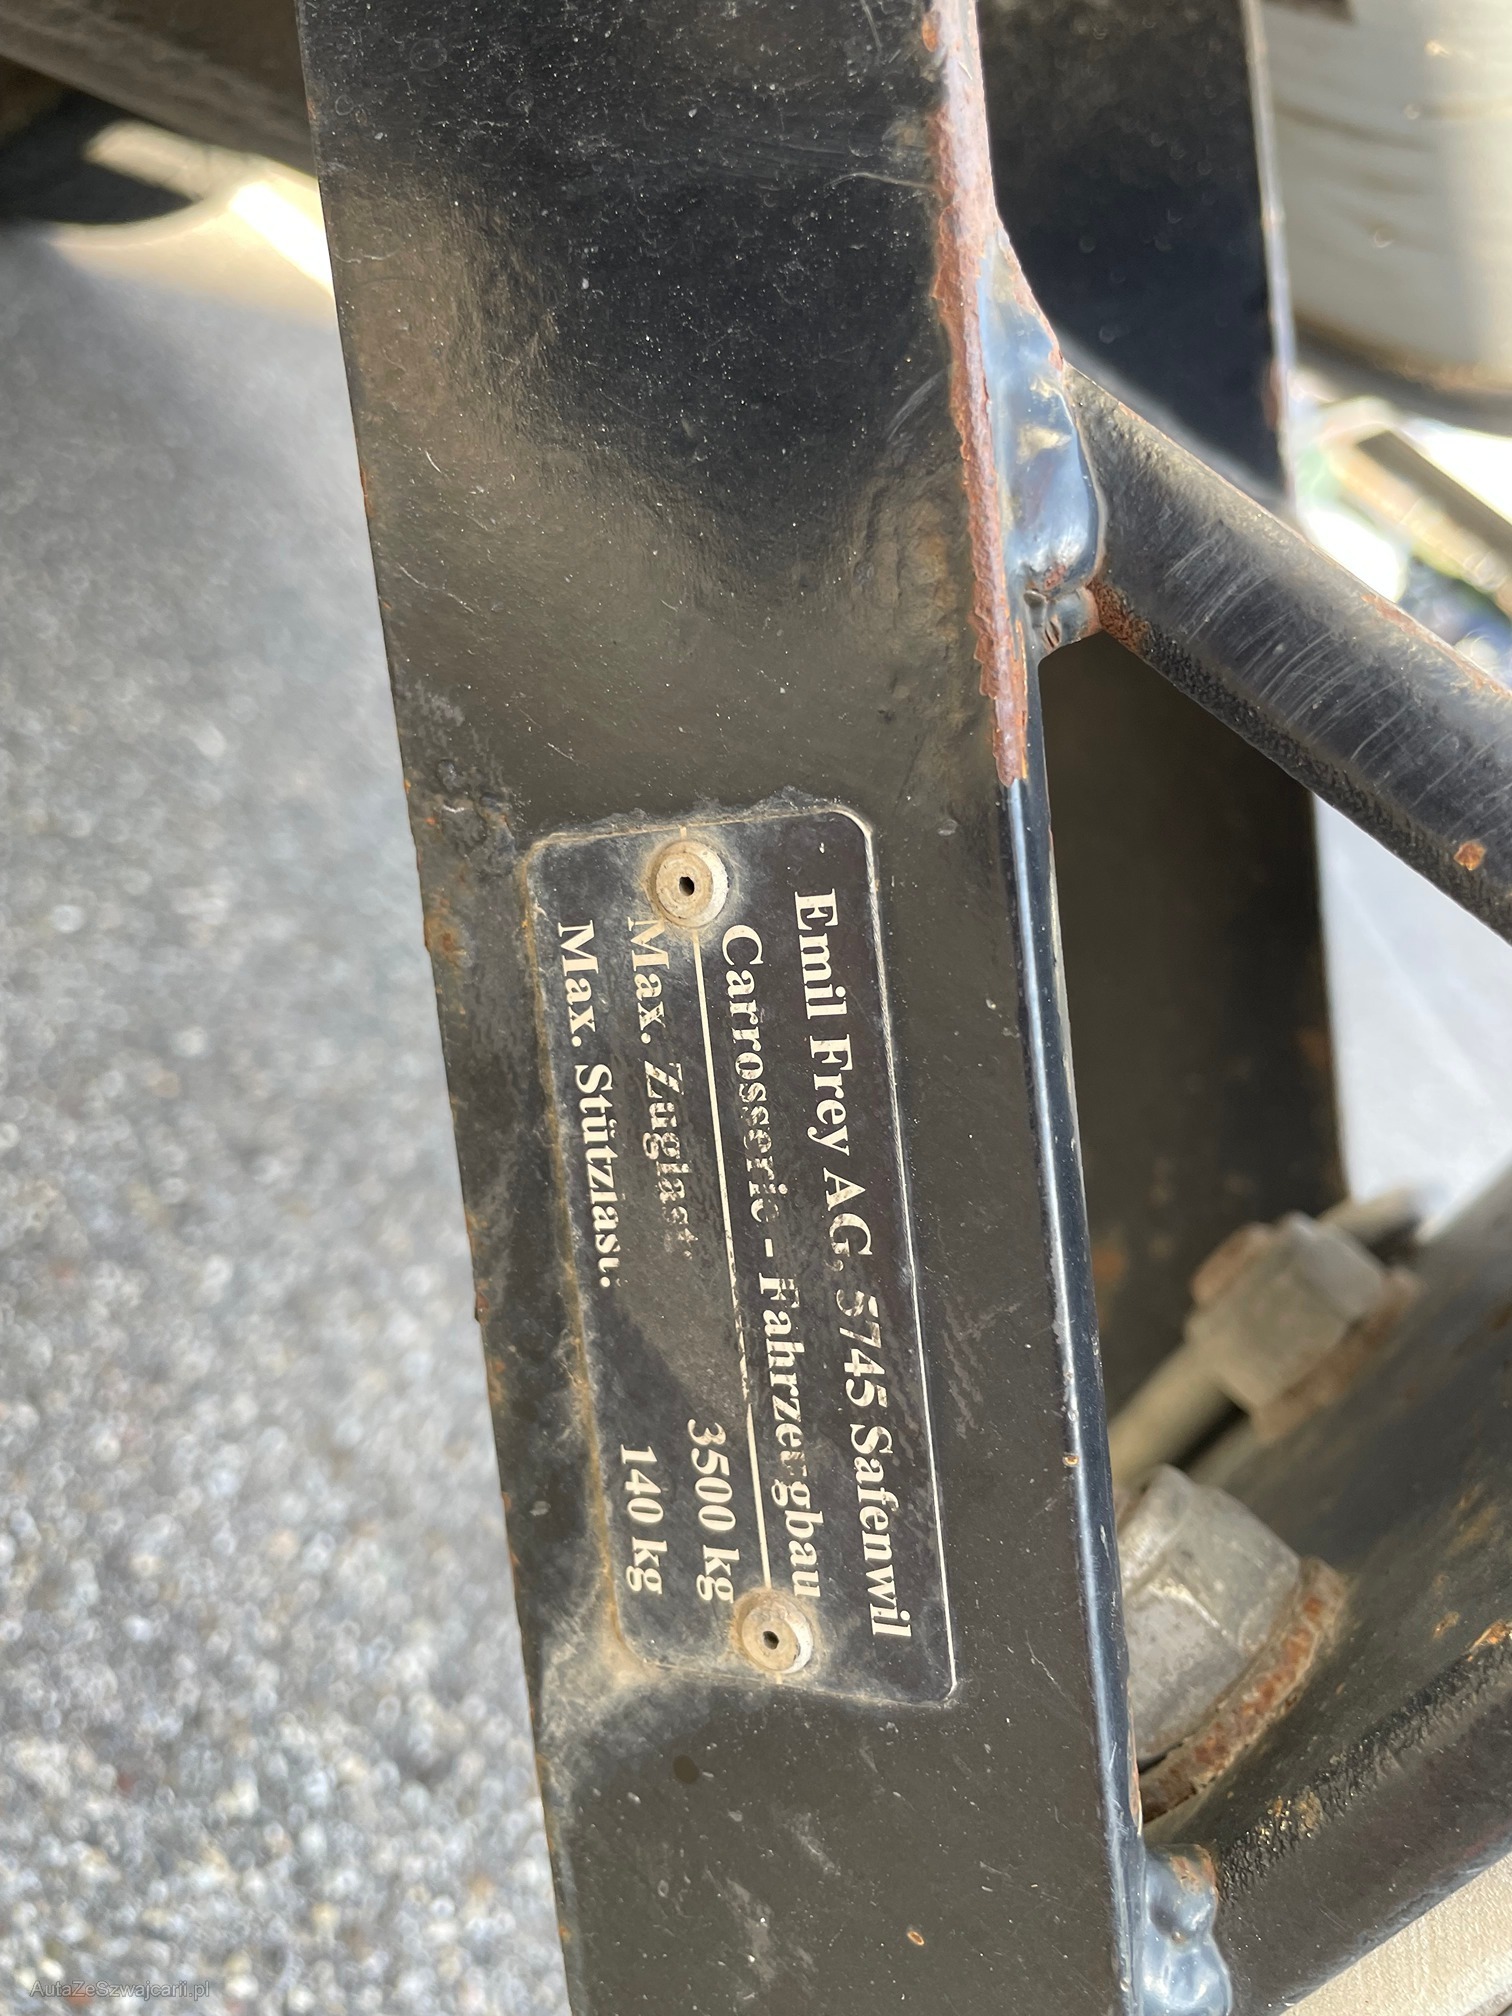 Emil Frey AG, 5745 Safenwil
Carrosserie - Fahrzeugbau
Max. Zuglast: 3500 kg
Max. Stützlast: 140 kg
AutaZeSzwajcarii.pl